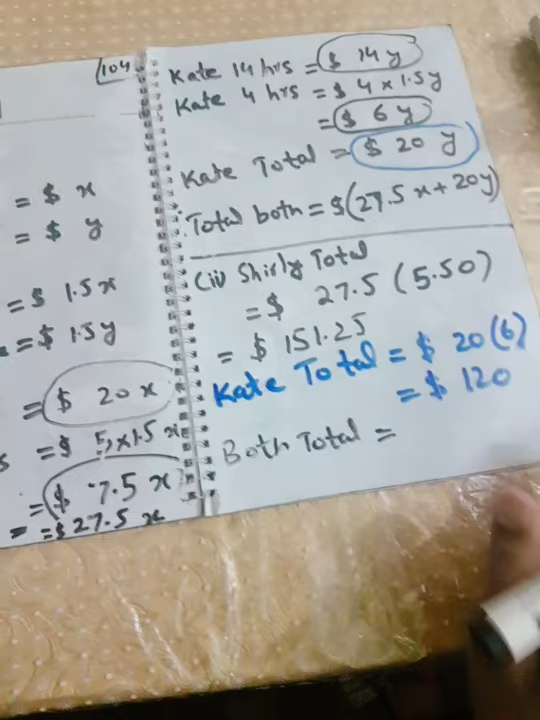 = $ x
= $ y
= $ 1.5x
= $ 1.5y
= $ 20 x
= $ 5 x 1.5 x
= $ 7.5 x
= $ 27.5 x
104
Kate 14 hrs = $ 14 y
Kate 4 hrs = $ 4 x 1.5y
= $ 6 y
Kate Total = $ 20 y
Total both = $(27.5 x + 20y)
(ii) Shirly Total
= $ 27.5 (5.50)
= $ 151.25
Kate Total = $ 20(6)
= $ 120
Both Total =